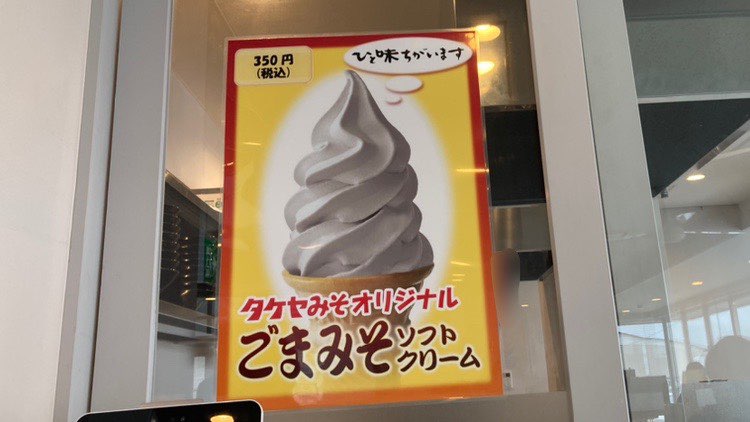 350円
(税込)
ひと味ちがいます
タケヤみそオリジナル
ごまみそソフト
クリーム